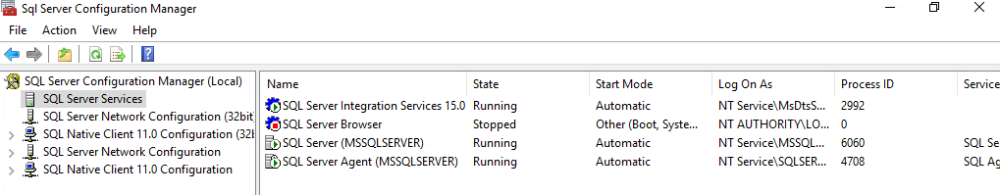 Sql Server Configuration Manager
File Action View Help
SQL Server Configuration Manager (Local)
SQL Server Services
SQL Server Network Configuration (32bit
SQL Native Client 11.0 Configuration (32b
SQL Server Network Configuration
SQL Native Client 11.0 Configuration
Name State Start Mode Log On As Process ID Service
SQL Server Integration Services 15.0 Running Automatic NT Service\MsDtsS... 2992
SQL Server Browser Stopped Other (Boot, Syste... NT AUTHORITY\LO... 0
SQL Server (MSSQLSERVER) Running Automatic NT Service\MSSQL... 6060 SQL Se
SQL Server Agent (MSSQLSERVER) Running Automatic NT Service\SQLSER... 4708 SQL Ag